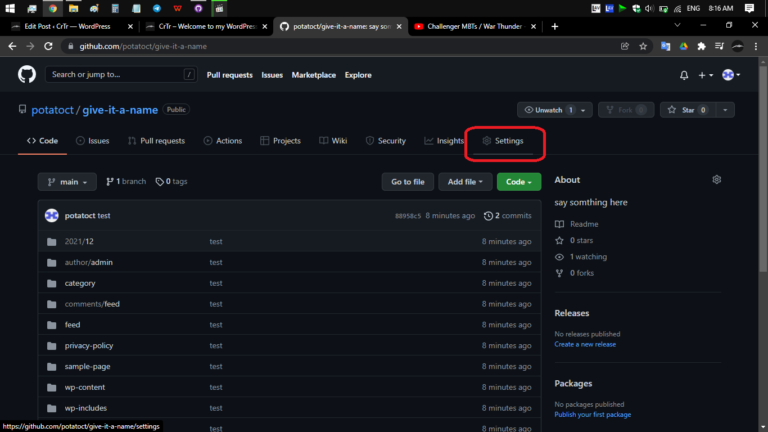 8:16 AM
ENG
Edit Post ‹ CrTr — WordPress
CrTr – Welcome to my WordPress
potatoct/give-it-a-name: say son
Challenger MBTs / War Thunder
github.com/potatoct/give-it-a-name
Search or jump to... /
Pull requests Issues Marketplace Explore
potatoct / give-it-a-name Public
Unwatch 1 Fork 0 Star 0
Code Issues Pull requests Actions Projects Wiki Security Insights Settings
main 1 branch 0 tags Go to file Add file Code
About
say somthing here
Readme
0 stars
1 watching
0 forks
potatoct test 88958c5 8 minutes ago 2 commits
2021/12 test 8 minutes ago
author/admin test 8 minutes ago
category test 8 minutes ago
comments/feed test 8 minutes ago
feed test 8 minutes ago
privacy-policy test 8 minutes ago
sample-page test 8 minutes ago
wp-content test 8 minutes ago
wp-includes test 8 minutes ago
test 8 minutes ago
Releases
No releases published
Create a new release
Packages
No packages published
Publish your first package
https://github.com/potatoct/give-it-a-name/settings